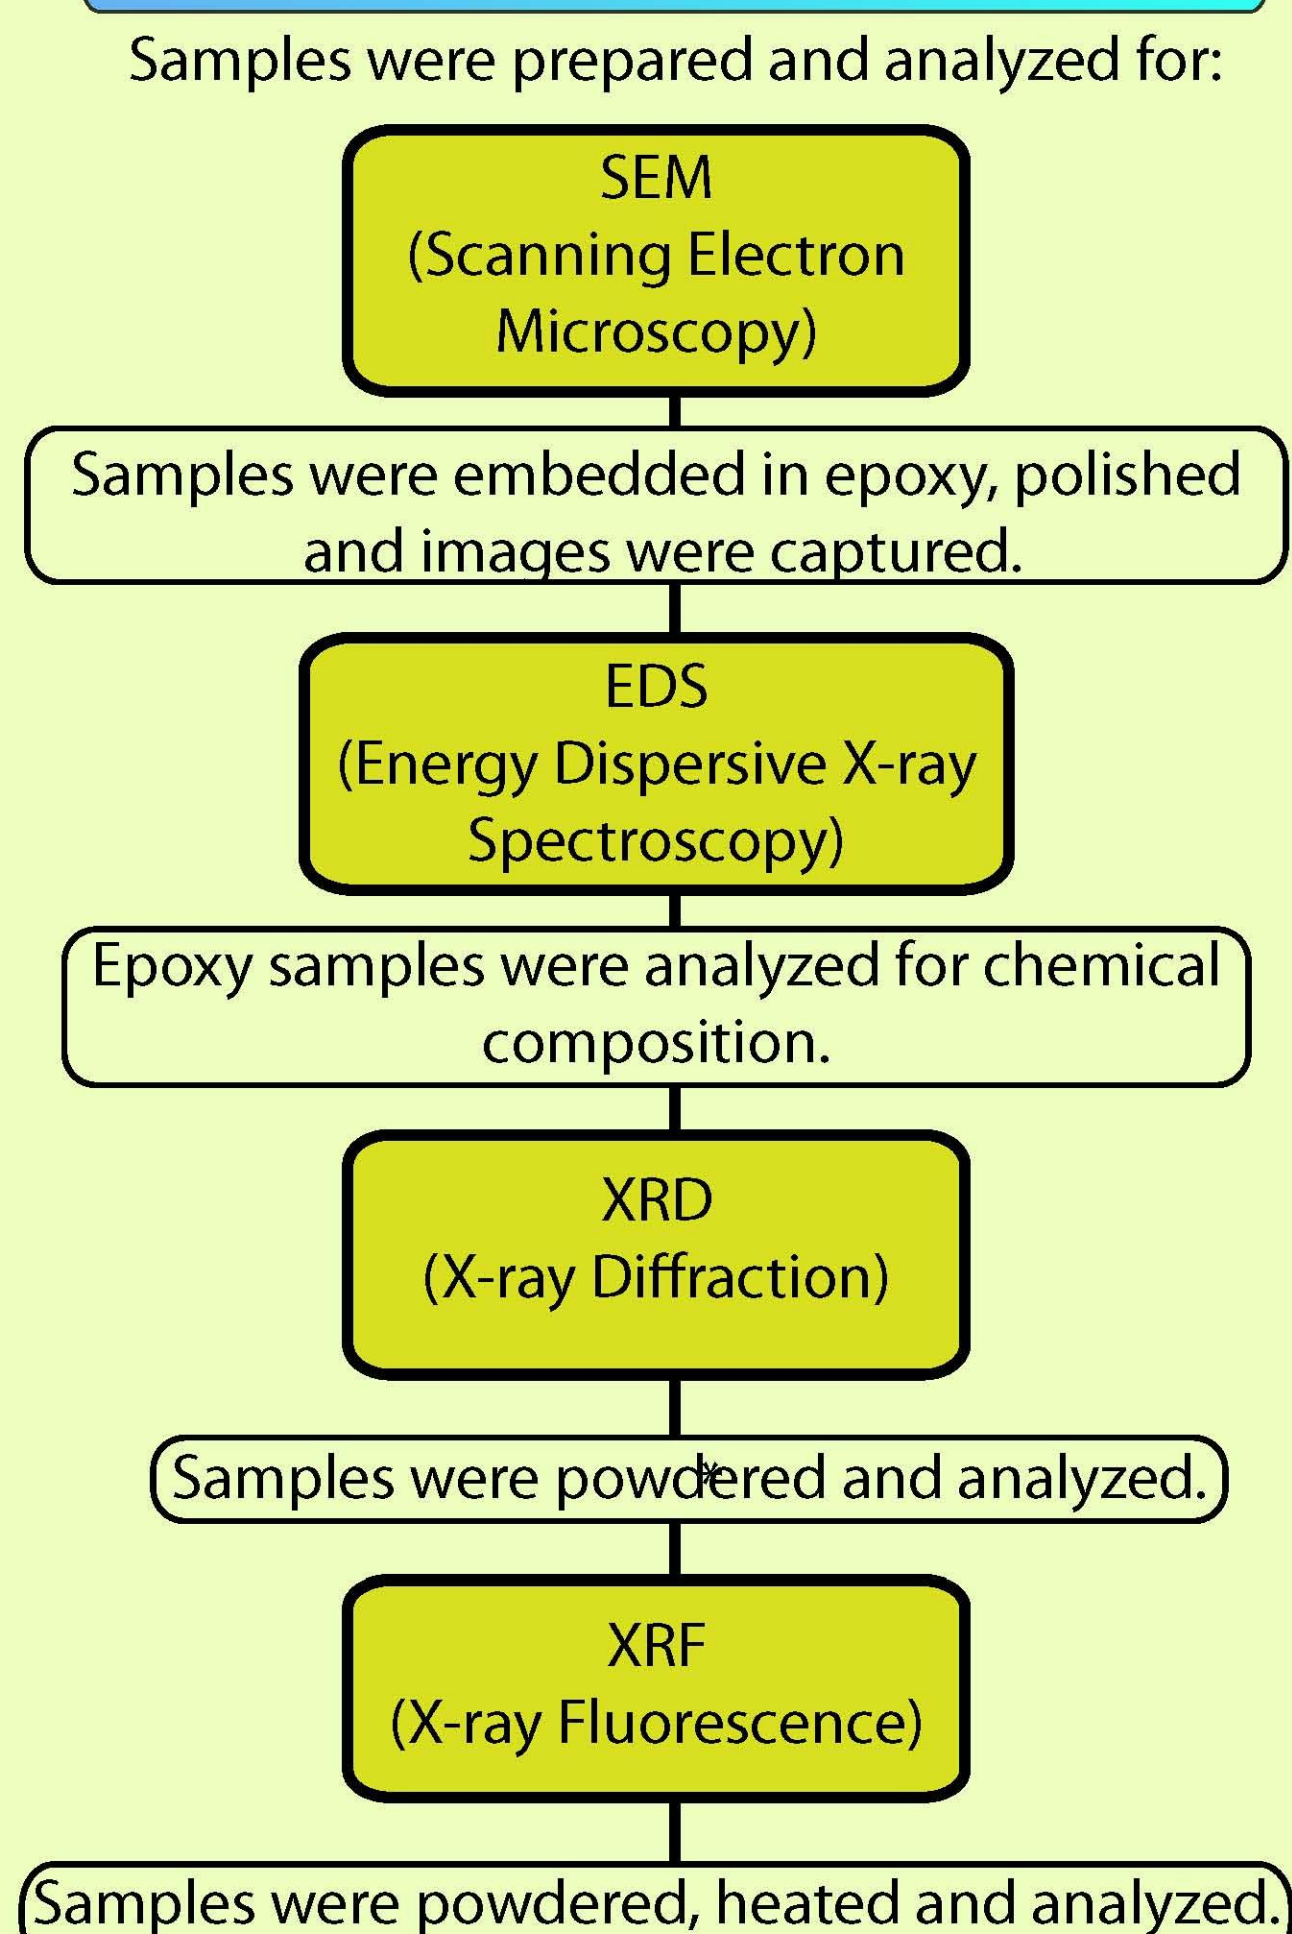 Samples were prepared and analyzed for:
SEM
(Scanning Electron
Microscopy)
Samples were embedded in epoxy, polished
and images were captured.
EDS
(Energy Dispersive X-ray
Spectroscopy)
Epoxy samples were analyzed for chemical
composition.
XRD
(X-ray Diffraction)
Samples were powdered and analyzed.
*
XRF
(X-ray Fluorescence)
Samples were powdered, heated and analyzed.